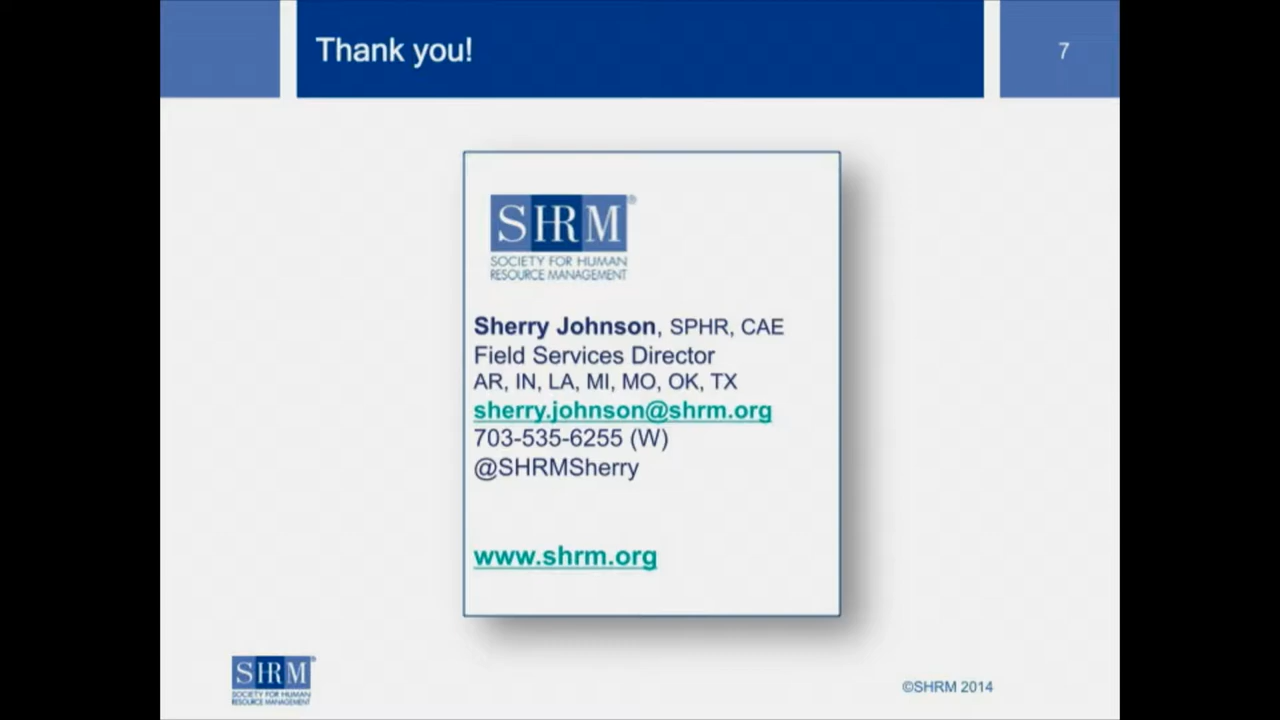 Thank you!
7
SHRM®
SOCIETY FOR HUMAN
RESOURCE MANAGEMENT
Sherry Johnson, SPHR, CAE
Field Services Director
AR, IN, LA, MI, MO, OK, TX
sherry.johnson@shrm.org
703-535-6255 (W)
@SHRMSherry
www.shrm.org
SHRM®
SOCIETY FOR HUMAN
RESOURCE MANAGEMENT
©SHRM 2014